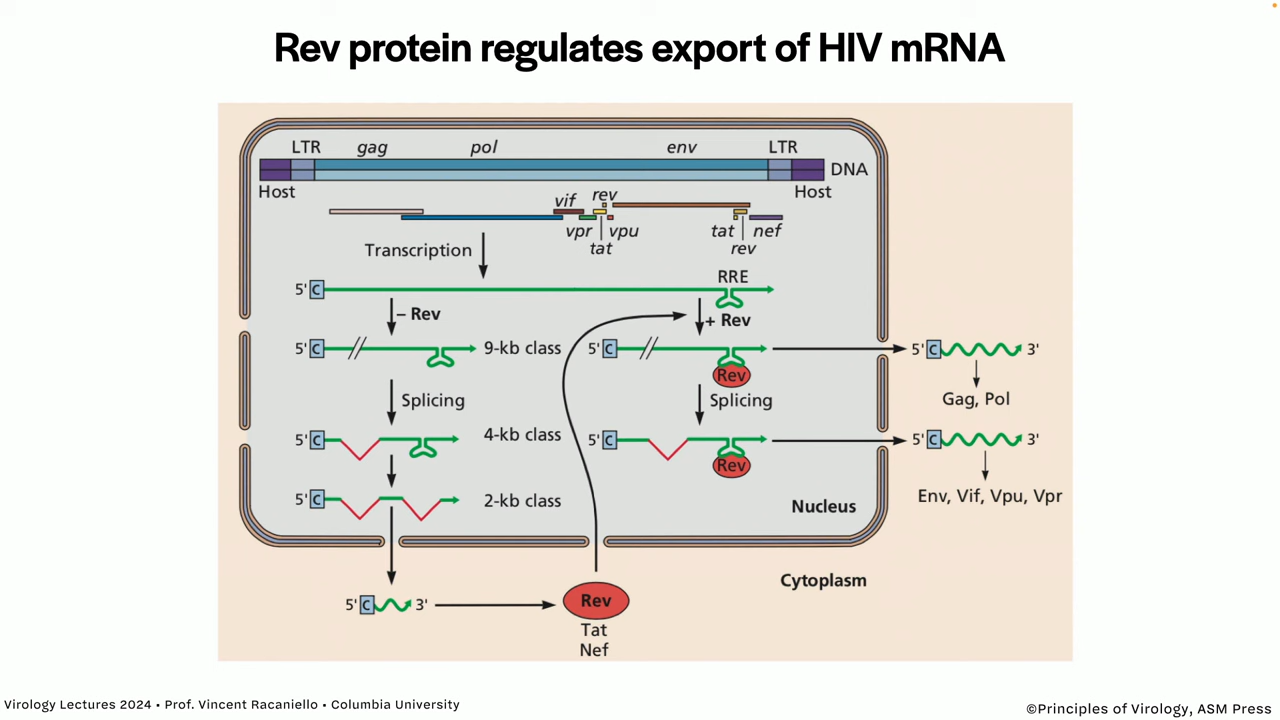 Rev protein regulates export of HIV mRNA
LTR gag pol env LTR
DNA
Host Host
vif rev
vpr vpu tat nef
tat rev
Transcription
RRE
5' C
– Rev + Rev
5' C 9-kb class 5' C 5' C 3'
Rev
Gag, Pol
Splicing Splicing
5' C 4-kb class 5' C 5' C 3'
Rev
Env, Vif, Vpu, Vpr
5' C 2-kb class
Nucleus
Cytoplasm
5' C 3' Rev
Tat
Nef
Virology Lectures 2024 • Prof. Vincent Racaniello • Columbia University
©Principles of Virology, ASM Press